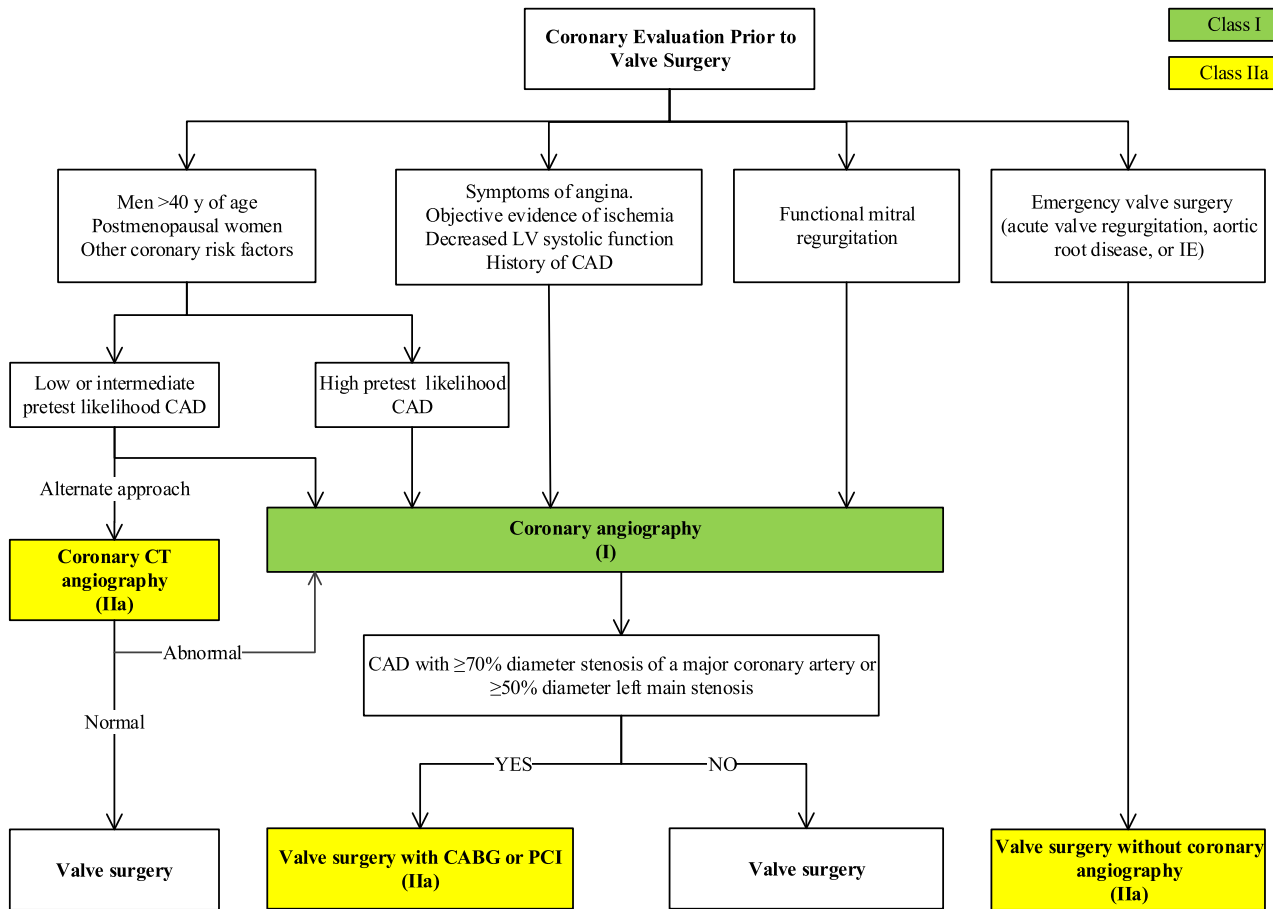 Coronary Evaluation Prior to
Valve Surgery
Class I
Class IIa
Men >40 y of age
Postmenopausal women
Other coronary risk factors
Symptoms of angina.
Objective evidence of ischemia
Decreased LV systolic function
History of CAD
Functional mitral
regurgitation
Emergency valve surgery
(acute valve regurgitation, aortic
root disease, or IE)
Low or intermediate
pretest likelihood CAD
High pretest likelihood
CAD
Alternate approach
Coronary angiography
(I)
Coronary CT
angiography
(IIa)
Abnormal
CAD with ≥70% diameter stenosis of a major coronary artery or
≥50% diameter left main stenosis
Normal
YES
NO
Valve surgery
Valve surgery with CABG or PCI
(IIa)
Valve surgery
Valve surgery without coronary
angiography
(IIa)